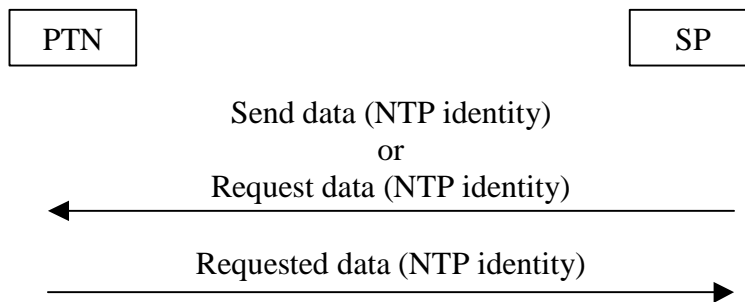 PTN
SP
Send data (NTP identity)
or
Request data (NTP identity)
Requested data (NTP identity)